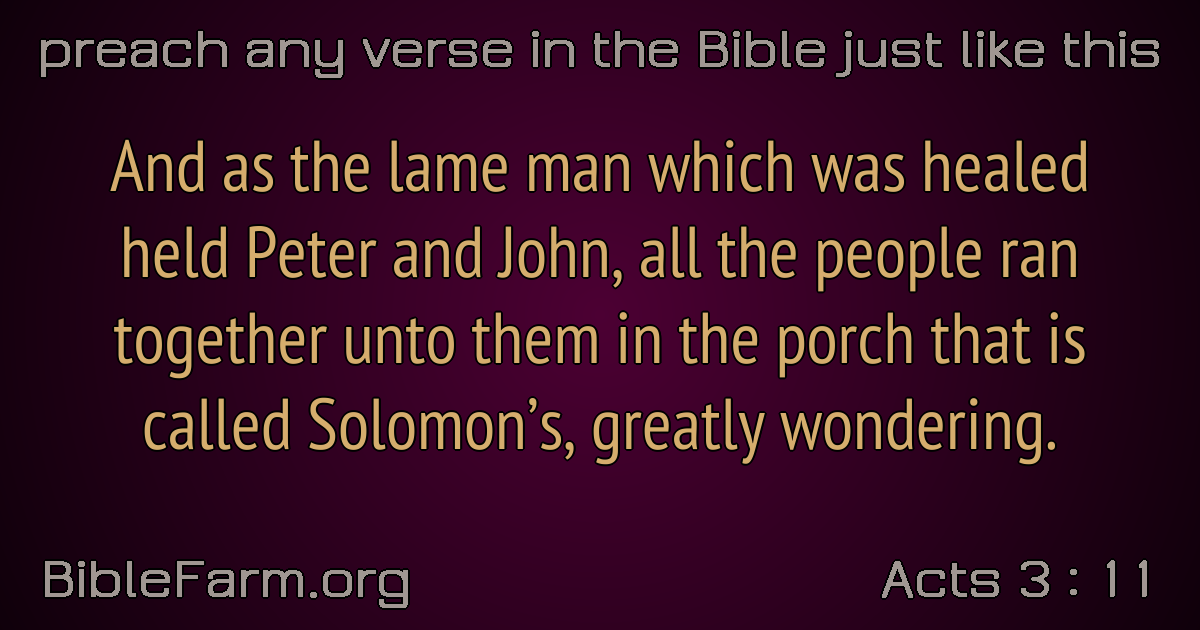 preach any verse in the Bible just like this
And as the lame man which was healed
held Peter and John, all the people ran
together unto them in the porch that is
called Solomon’s, greatly wondering.
BibleFarm.org
Acts 3 : 11